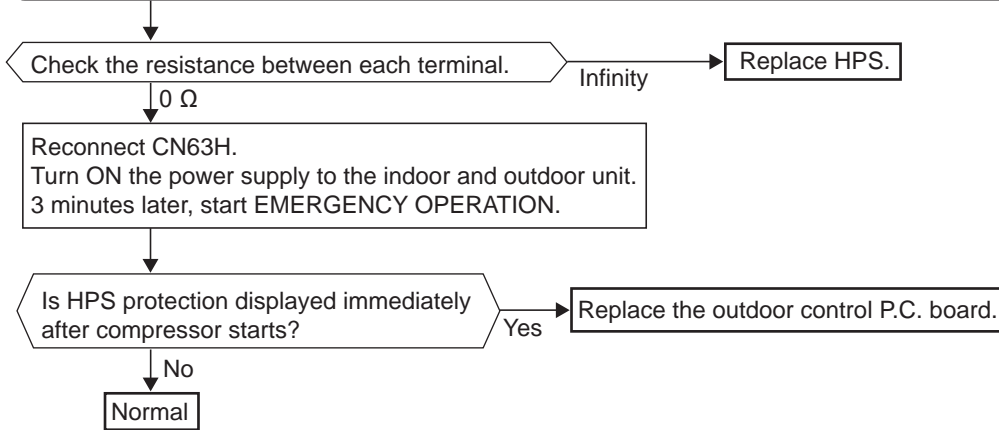 Check the resistance between each terminal.
Infinity
Replace HPS.
0 Ω
Reconnect CN63H.
Turn ON the power supply to the indoor and outdoor unit.
3 minutes later, start EMERGENCY OPERATION.
Is HPS protection displayed immediately
after compressor starts?
Yes
Replace the outdoor control P.C. board.
No
Normal